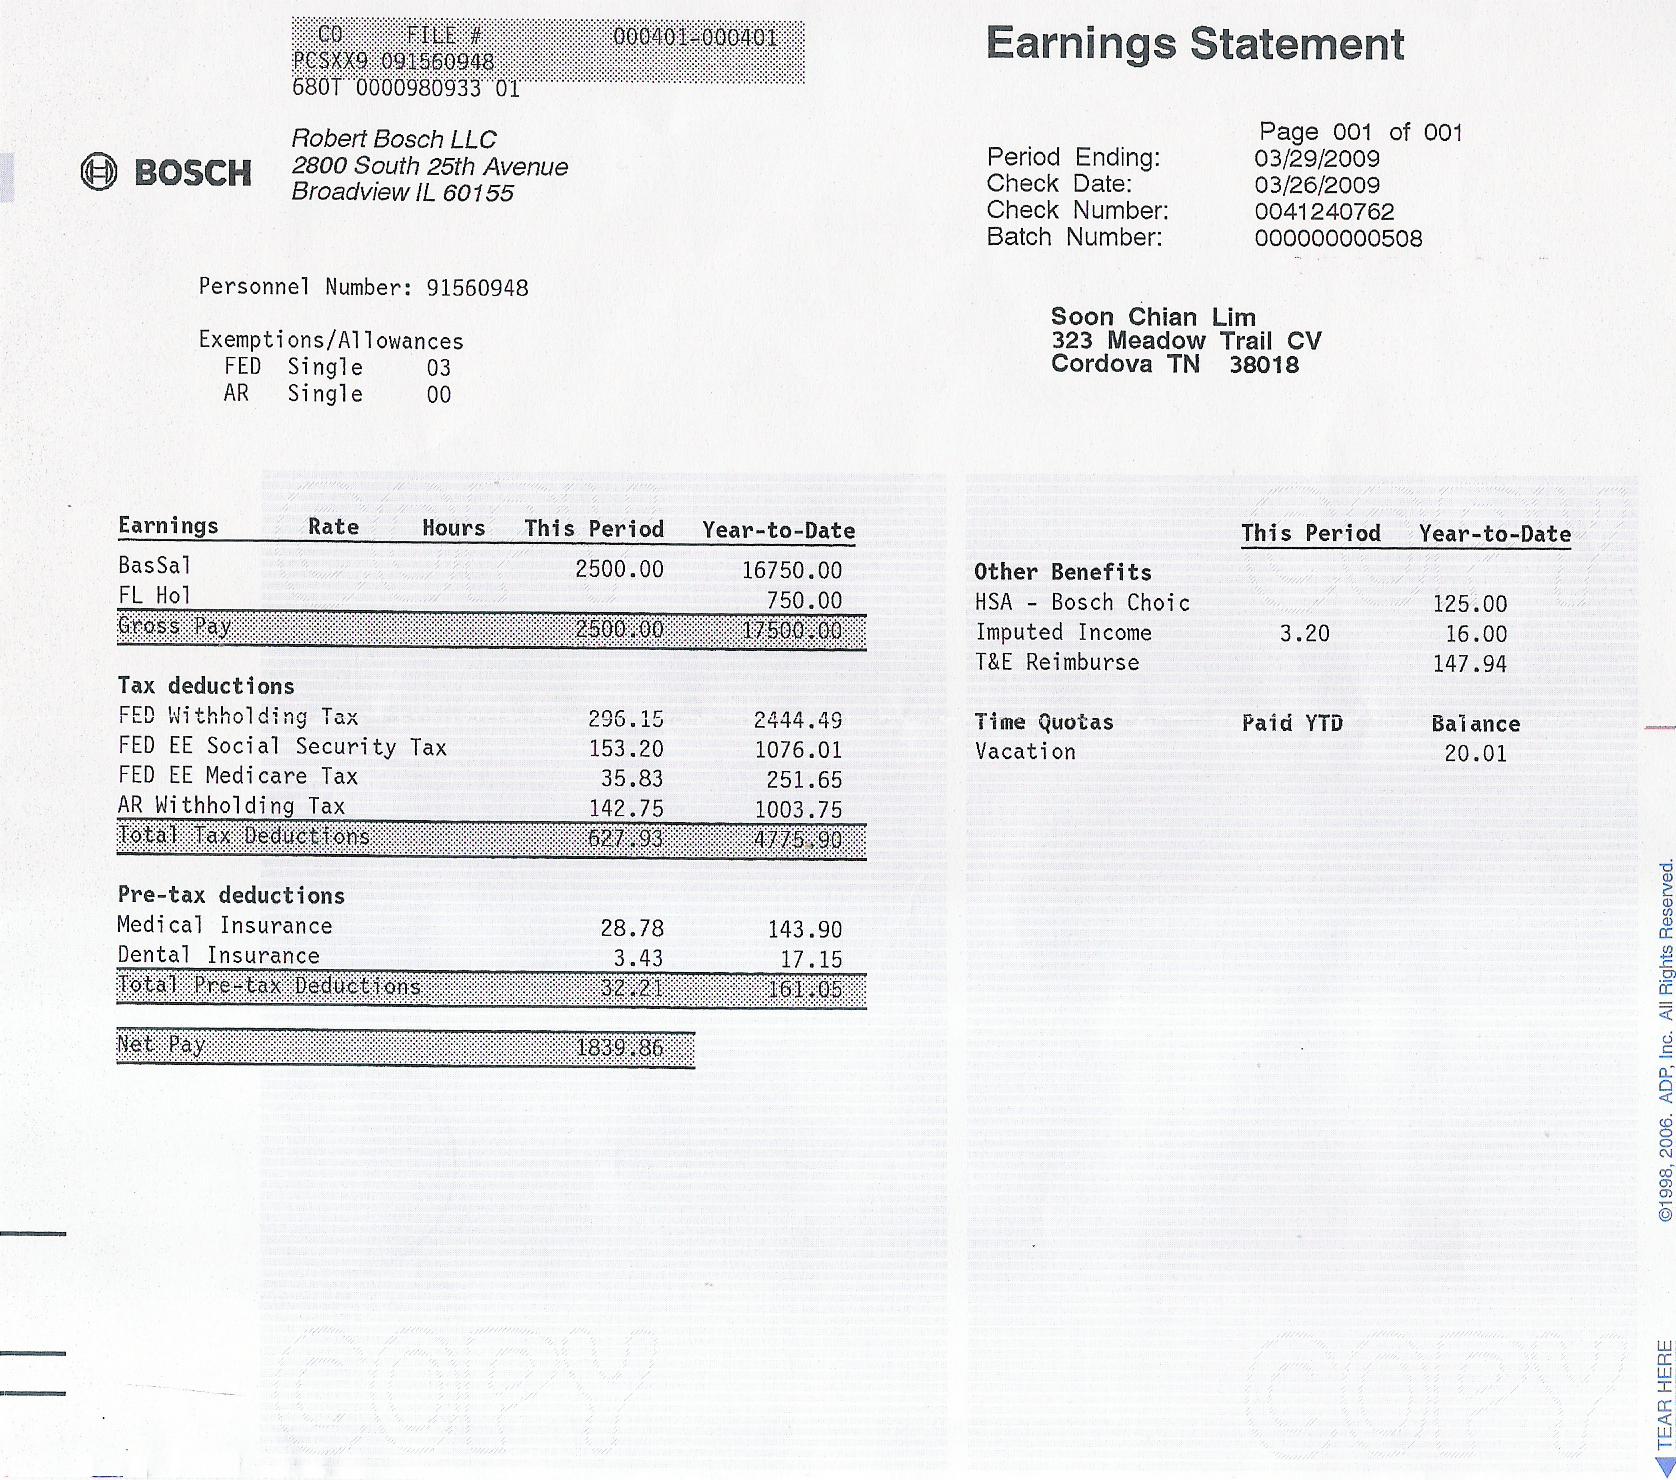 CO FILE # 000401-000401
PCSXX9 091560948
680T 0000980933 01
Earnings Statement
BOSCH
Robert Bosch LLC
2800 South 25th Avenue
Broadview IL 60155
Page 001 of 001
Period Ending: 03/29/2009
Check Date: 03/26/2009
Check Number: 0041240762
Batch Number: 000000000508
Personnel Number: 91560948
Exemptions/Allowances
FED Single 03
AR Single 00
Soon Chian Lim
323 Meadow Trail CV
Cordova TN 38018
Earnings Rate Hours This Period Year-to-Date
BasSal 2500.00 16750.00
FL Hol 750.00
Gross Pay 2500.00 17500.00
Tax deductions
FED Withholding Tax 296.15 2444.49
FED EE Social Security Tax 153.20 1076.01
FED EE Medicare Tax 35.83 251.65
AR Withholding Tax 142.75 1003.75
Total Tax Deductions 627.93 4775.90
Pre-tax deductions
Medical Insurance 28.78 143.90
Dental Insurance 3.43 17.15
Total Pre-tax Deductions 32.21 161.05
Net Pay 1839.86
This Period Year-to-Date
Other Benefits
HSA - Bosch Choic 125.00
Imputed Income 3.20 16.00
T&E Reimburse 147.94
Time Quotas Paid YTD Balance
Vacation 20.01
COPY
COPY
©1998, 2006. ADP, Inc. All Rights Reserved.
TEAR HERE